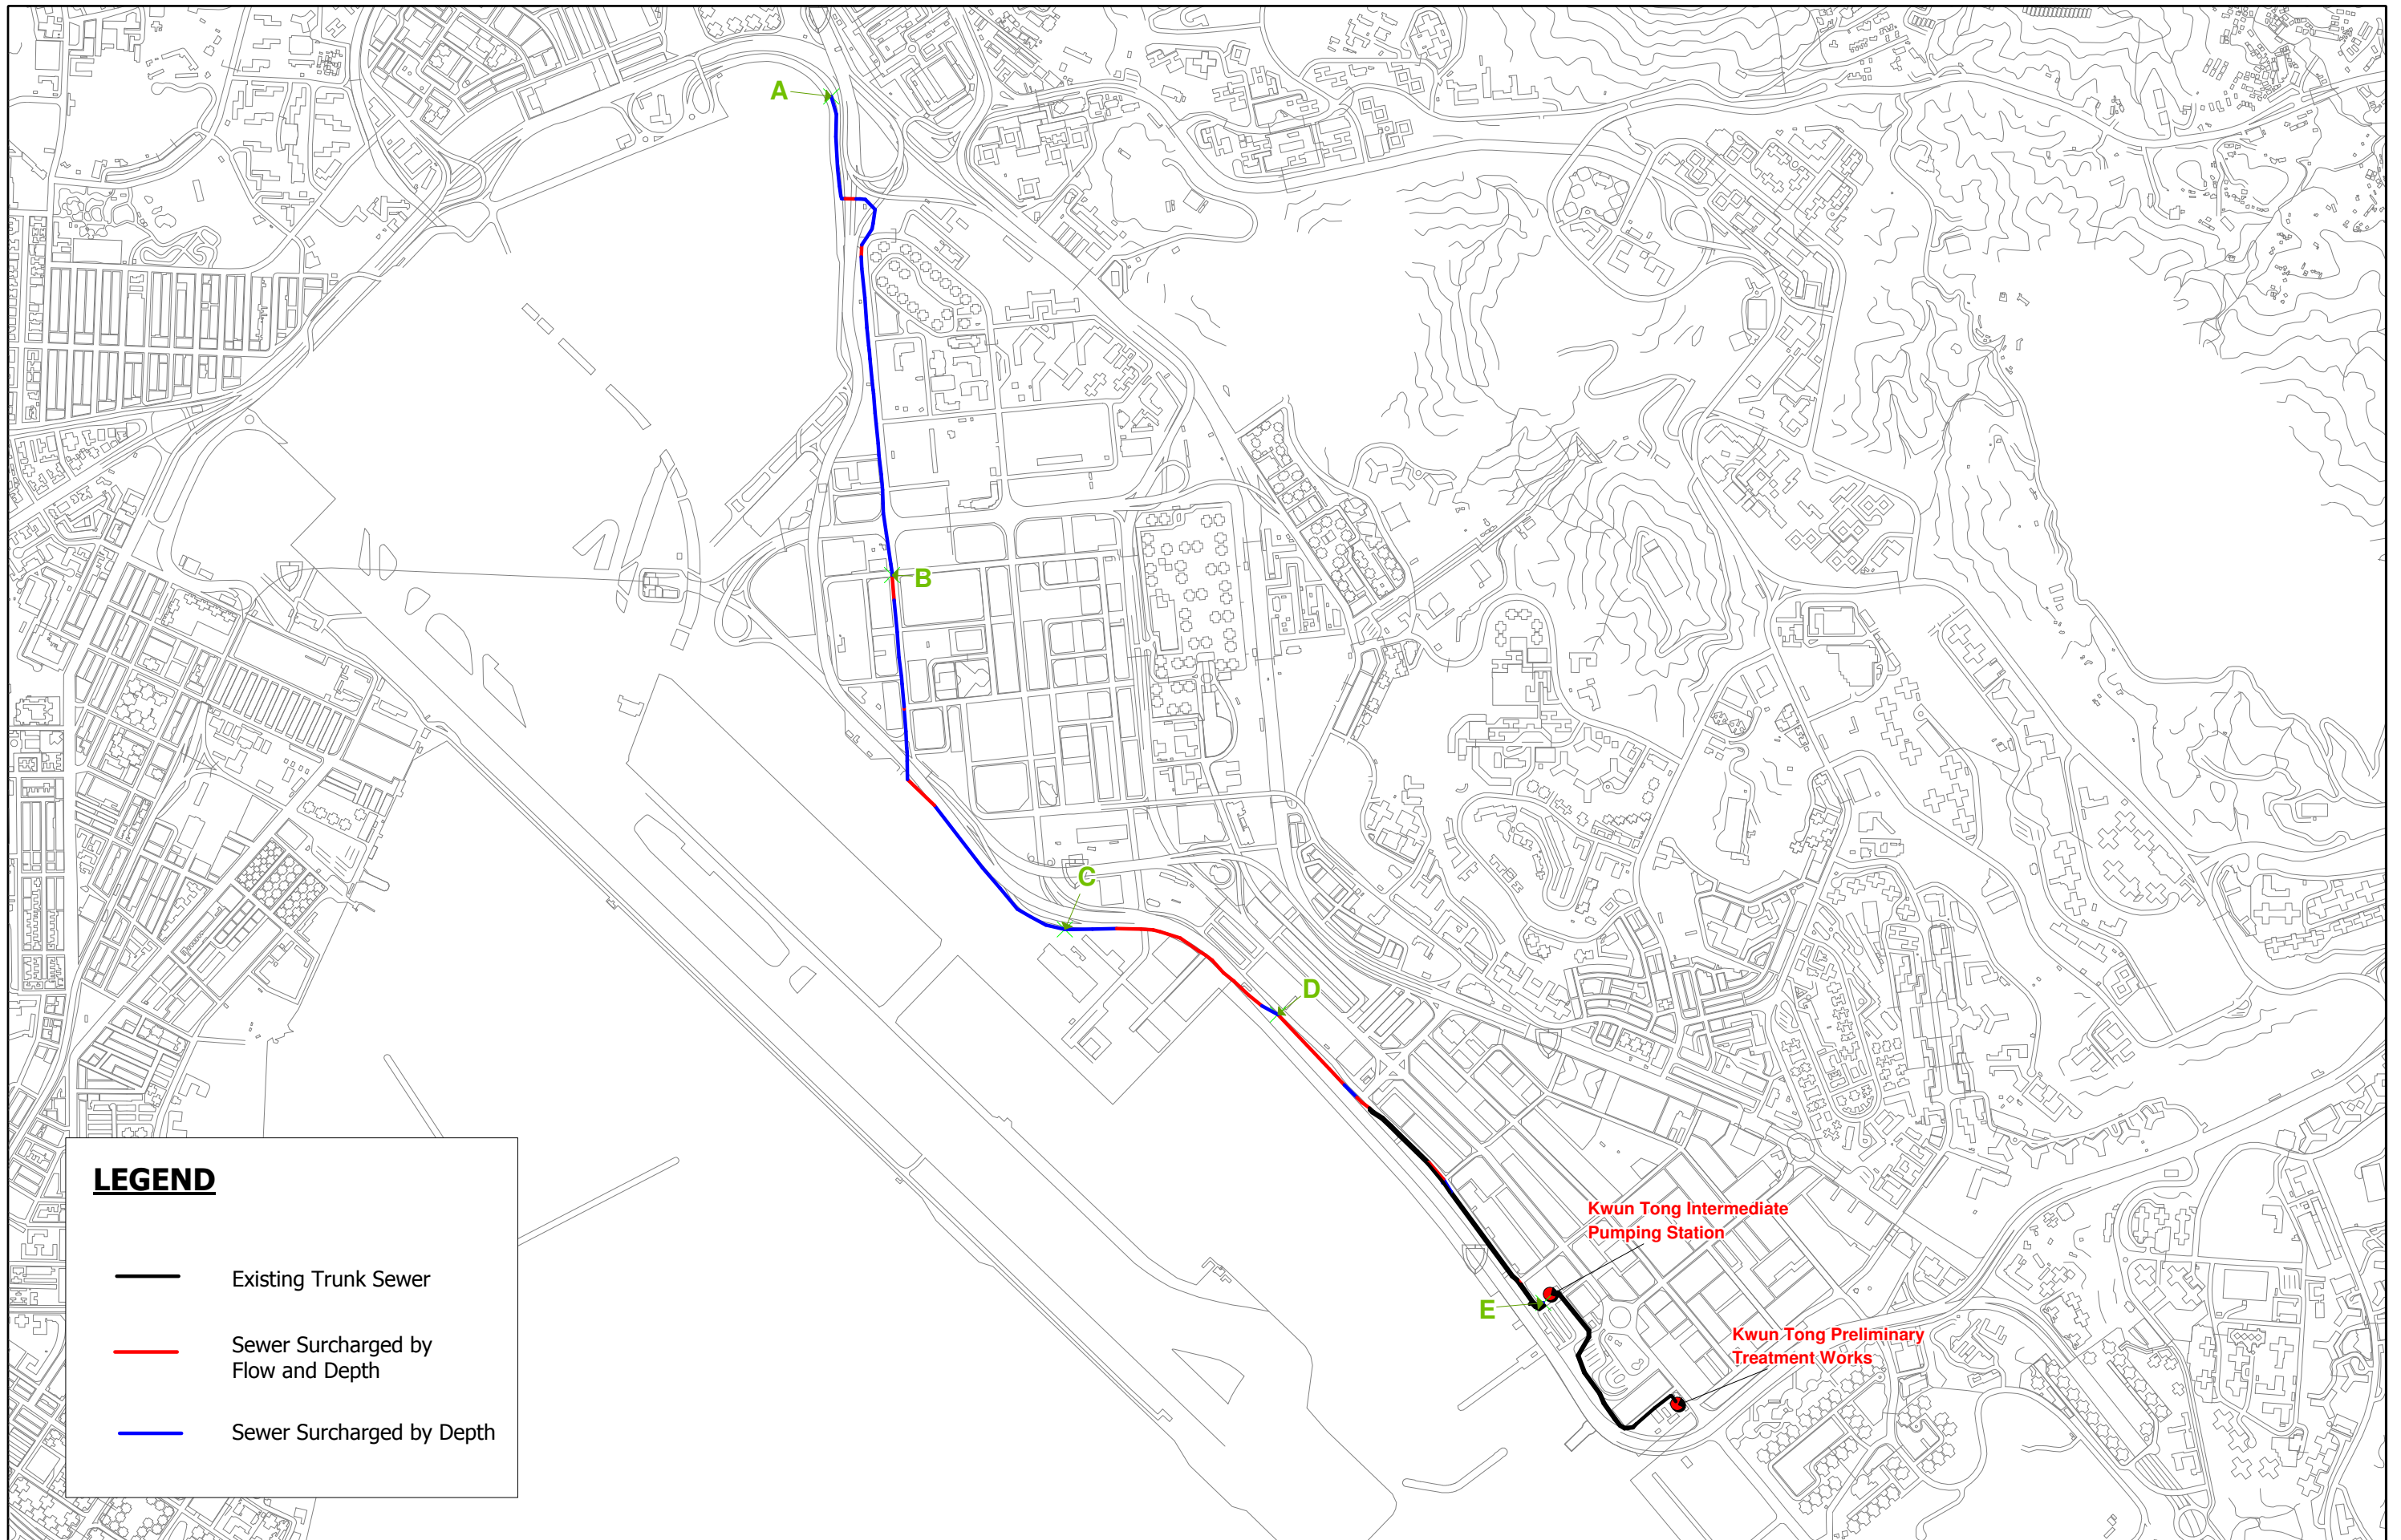 A
B
C
D
E
Kwun Tong Intermediate
Pumping Station
Kwun Tong Preliminary
Treatment Works
LEGEND
Existing Trunk Sewer
Sewer Surcharged by
Flow and Depth
Sewer Surcharged by Depth